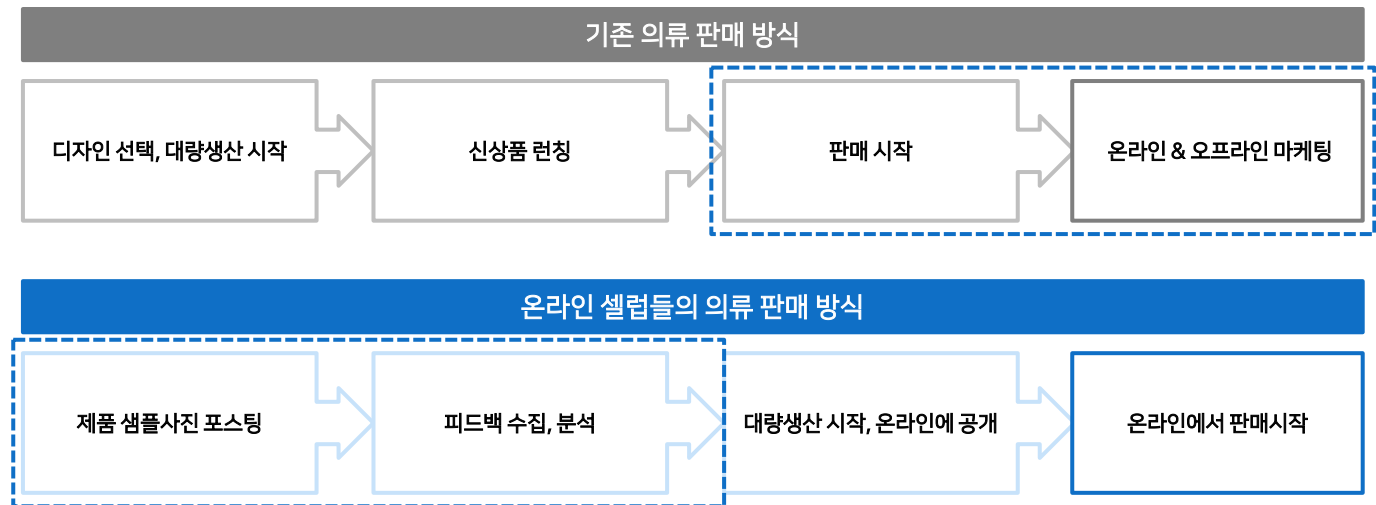 기존 의류 판매 방식
디자인 선택, 대량생산 시작
신상품 런칭
판매 시작
온라인 & 오프라인 마케팅
온라인 셀럽들의 의류 판매 방식
제품 샘플사진 포스팅
피드백 수집, 분석
대량생산 시작, 온라인에 공개
온라인에서 판매시작